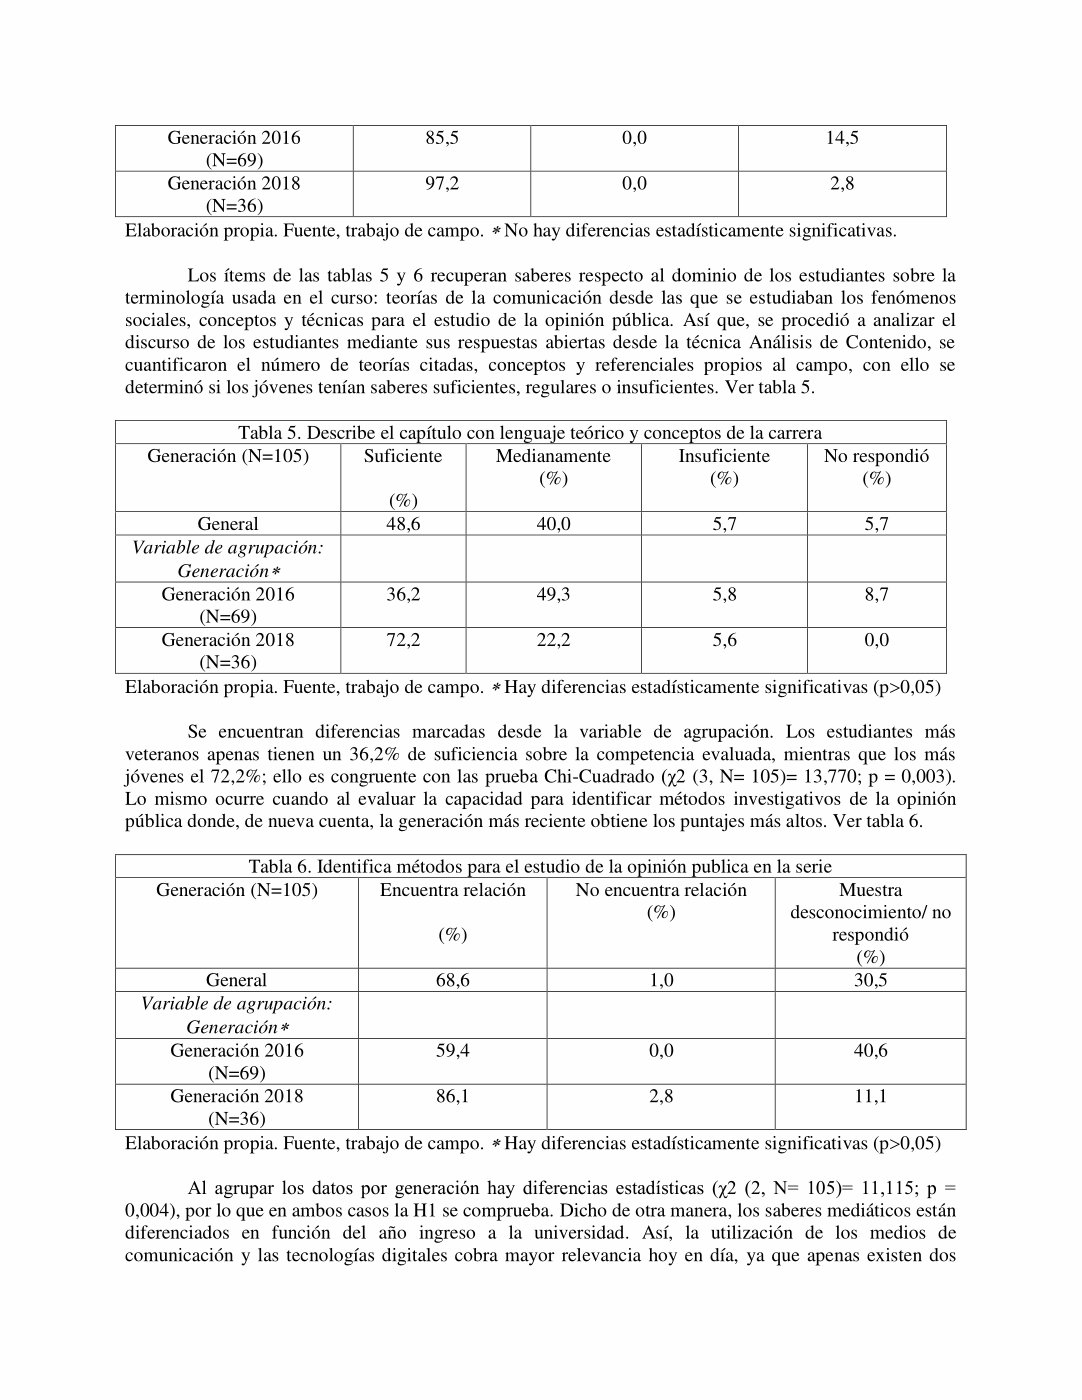 Generación 2016 85,5 0,0 14,5
(N=69)
Generación 2018 97,2 0,0 2,8
(N=36)
Elaboración propia. Fuente, trabajo de campo. ∗ No hay diferencias estadísticamente significativas.
Los ítems de las tablas 5 y 6 recuperan saberes respecto al dominio de los estudiantes sobre la
terminología usada en el curso: teorías de la comunicación desde las que se estudiaban los fenómenos
sociales, conceptos y técnicas para el estudio de la opinión pública. Así que, se procedió a analizar el
discurso de los estudiantes mediante sus respuestas abiertas desde la técnica Análisis de Contenido, se
cuantificaron el número de teorías citadas, conceptos y referenciales propios al campo, con ello se
determinó si los jóvenes tenían saberes suficientes, regulares o insuficientes. Ver tabla 5.
Tabla 5. Describe el capítulo con lenguaje teórico y conceptos de la carrera
Generación (N=105) Suficiente Medianamente Insuficiente No respondió
(%) (%) (%)
(%)
General 48,6 40,0 5,7 5,7
Variable de agrupación:
Generación∗
Generación 2016 36,2 49,3 5,8 8,7
(N=69)
Generación 2018 72,2 22,2 5,6 0,0
(N=36)
Elaboración propia. Fuente, trabajo de campo. ∗ Hay diferencias estadísticamente significativas (p>0,05)
Se encuentran diferencias marcadas desde la variable de agrupación. Los estudiantes más
veteranos apenas tienen un 36,2% de suficiencia sobre la competencia evaluada, mientras que los más
jóvenes el 72,2%; ello es congruente con las prueba Chi-Cuadrado (χ2 (3, N= 105)= 13,770; p = 0,003).
Lo mismo ocurre cuando al evaluar la capacidad para identificar métodos investigativos de la opinión
pública donde, de nueva cuenta, la generación más reciente obtiene los puntajes más altos. Ver tabla 6.
Tabla 6. Identifica métodos para el estudio de la opinión publica en la serie
Generación (N=105) Encuentra relación No encuentra relación Muestra
(%) desconocimiento/ no
(%) respondió
(%)
General 68,6 1,0 30,5
Variable de agrupación:
Generación∗
Generación 2016 59,4 0,0 40,6
(N=69)
Generación 2018 86,1 2,8 11,1
(N=36)
Elaboración propia. Fuente, trabajo de campo. ∗ Hay diferencias estadísticamente significativas (p>0,05)
Al agrupar los datos por generación hay diferencias estadísticas (χ2 (2, N= 105)= 11,115; p =
0,004), por lo que en ambos casos la H1 se comprueba. Dicho de otra manera, los saberes mediáticos están
diferenciados en función del año ingreso a la universidad. Así, la utilización de los medios de
comunicación y las tecnologías digitales cobra mayor relevancia hoy en día, ya que apenas existen dos